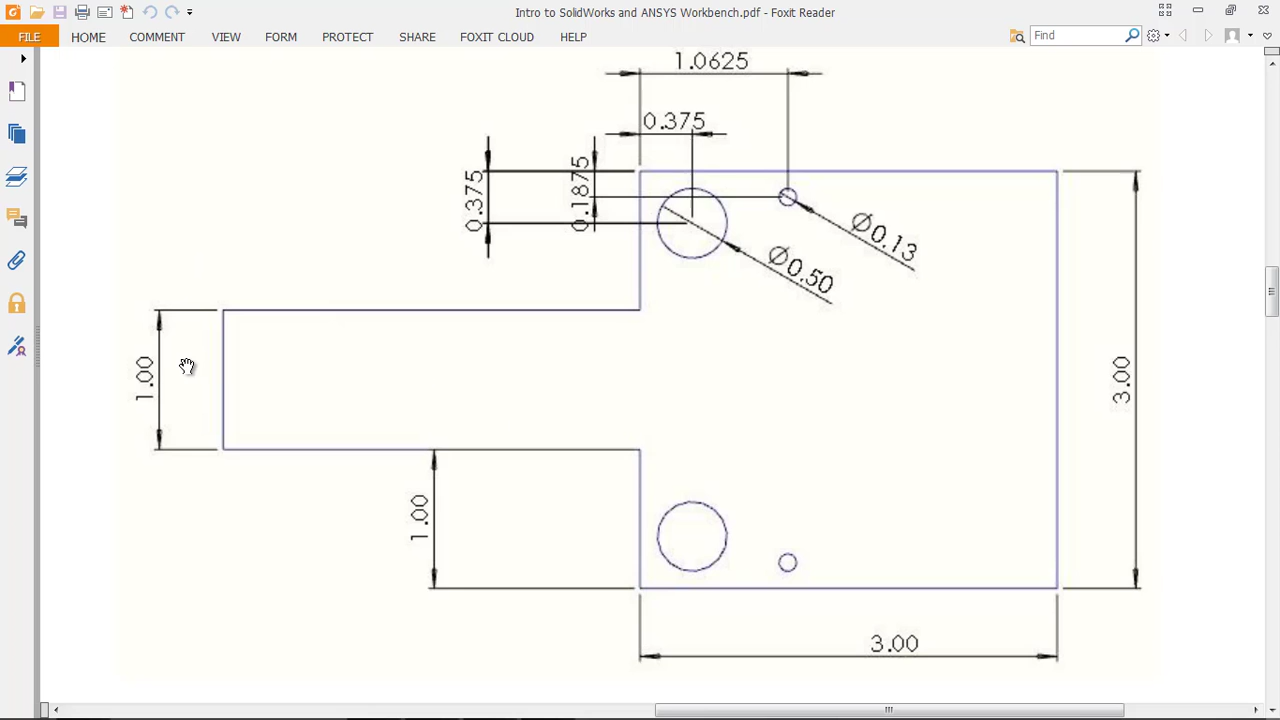 Intro to SolidWorks and ANSYS Workbench.pdf - Foxit Reader
FILE HOME COMMENT VIEW FORM PROTECT SHARE FOXIT CLOUD HELP Find
1.0625
0.375
0.375
0.1875
Ø0.13
Ø0.50
1.00
3.00
1.00
3.00